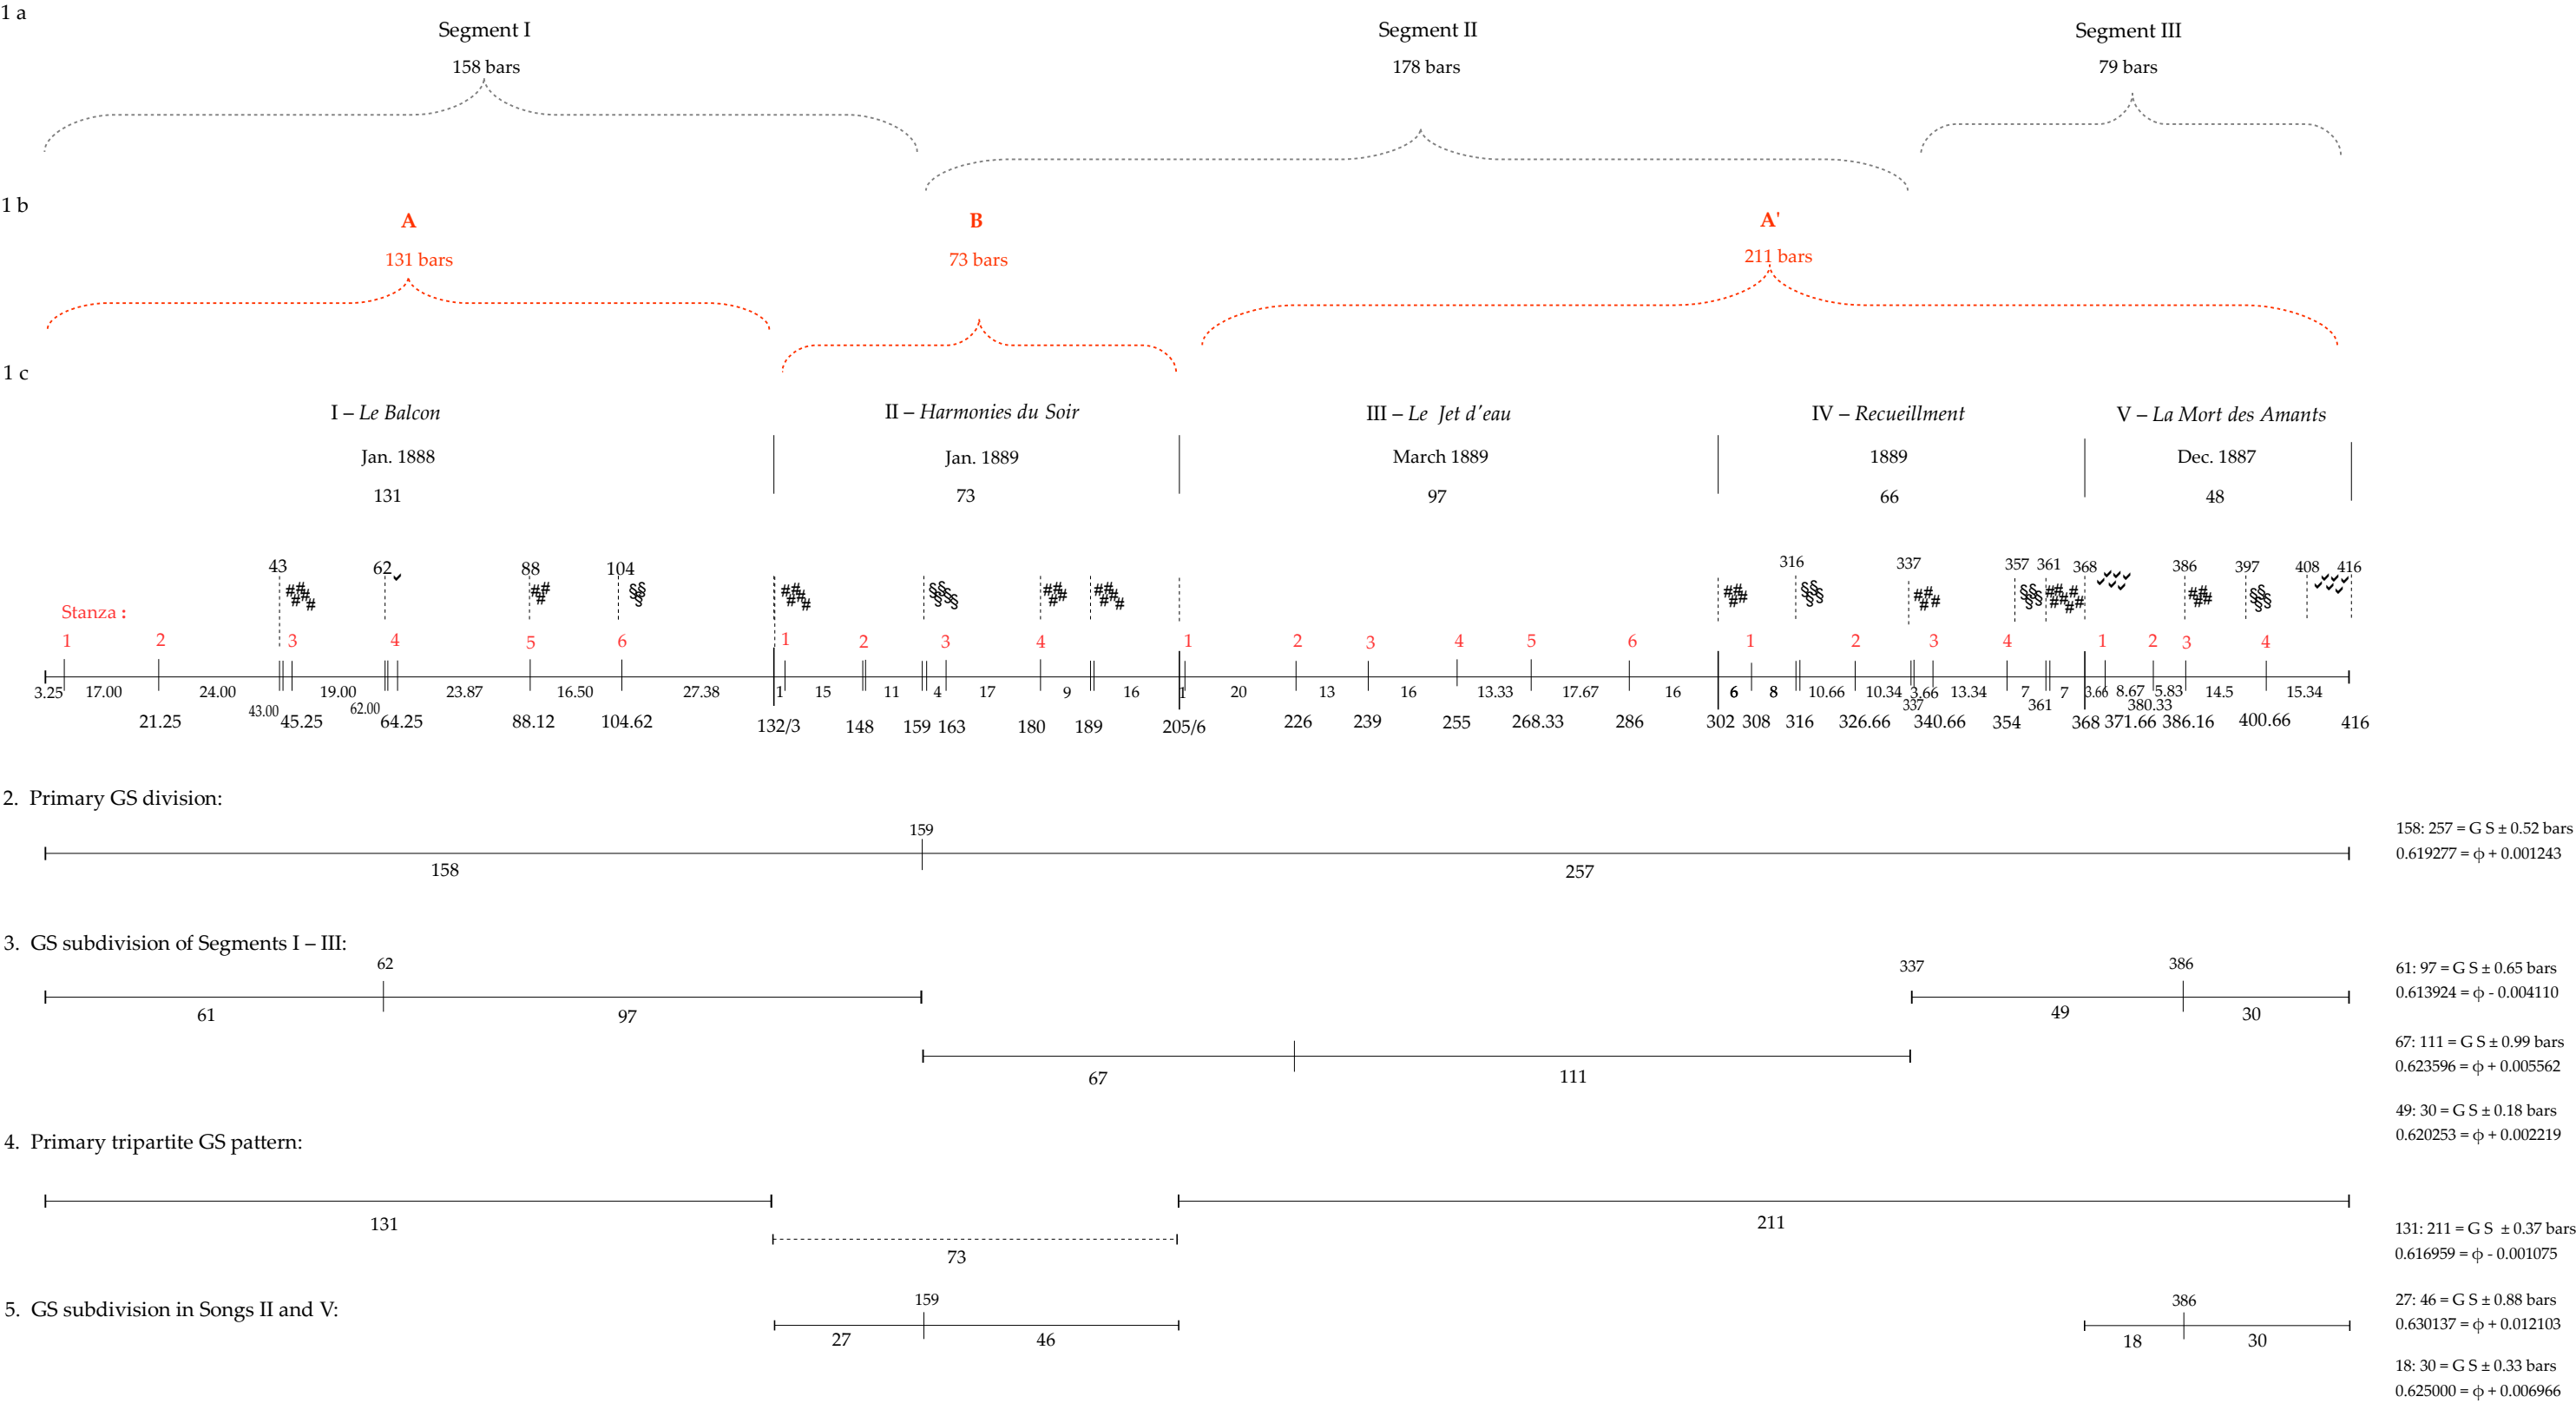 1 a
Segment I
Segment II
Segment III
158 bars
178 bars
79 bars
1 b
A
B
A'
131 bars
73 bars
211 bars
1 c
I – Le Balcon
II – Harmonies du Soir
III – Le Jet d'eau
IV – Recueillment
V – La Mort des Amants
Jan. 1888
Jan. 1889
March 1889
1889
Dec. 1887
131
73
97
66
48
43 62 88 104 316 337 357 361 368 386 397 408 416
Stanza :
1 2 3 4 5 6 1 2 3 4 1 2 3 4 5 6 1 2 3 4 1 2 3 4
3.25 17.00 24.00 19.00 23.87 16.50 27.38 1 15 11 4 17 9 16 1 20 13 16 13.33 17.67 16 6 8 10.66 10.34 3.66 13.34 7 7 3.66 8.67 5.83 14.5 15.34
43.00 62.00 337 361 380.33
21.25 45.25 64.25 88.12 104.62 132/3 148 159 163 180 189 205/6 226 239 255 268.33 286 302 308 316 326.66 340.66 354 368 371.66 386.16 400.66 416
2. Primary GS division:
159
158
257
158: 257 = G S ± 0.52 bars
0.619277 = ϕ + 0.001243
3. GS subdivision of Segments I – III:
62
337
386
61
97
49
30
61: 97 = G S ± 0.65 bars
0.613924 = ϕ - 0.004110
67
111
67: 111 = G S ± 0.99 bars
0.623596 = ϕ + 0.005562
49: 30 = G S ± 0.18 bars
0.620253 = ϕ + 0.002219
4. Primary tripartite GS pattern:
131
73
211
131: 211 = G S ± 0.37 bars
0.616959 = ϕ - 0.001075
5. GS subdivision in Songs II and V:
159
386
27
46
18
30
27: 46 = G S ± 0.88 bars
0.630137 = ϕ + 0.012103
18: 30 = G S ± 0.33 bars
0.625000 = ϕ + 0.006966